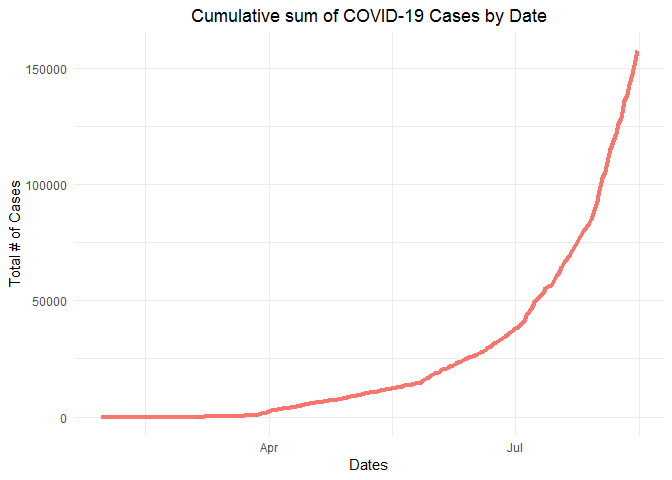 Cumulative sum of COVID-19 Cases by Date
Total # of Cases
150000
100000
50000
0
Apr
Jul
Dates